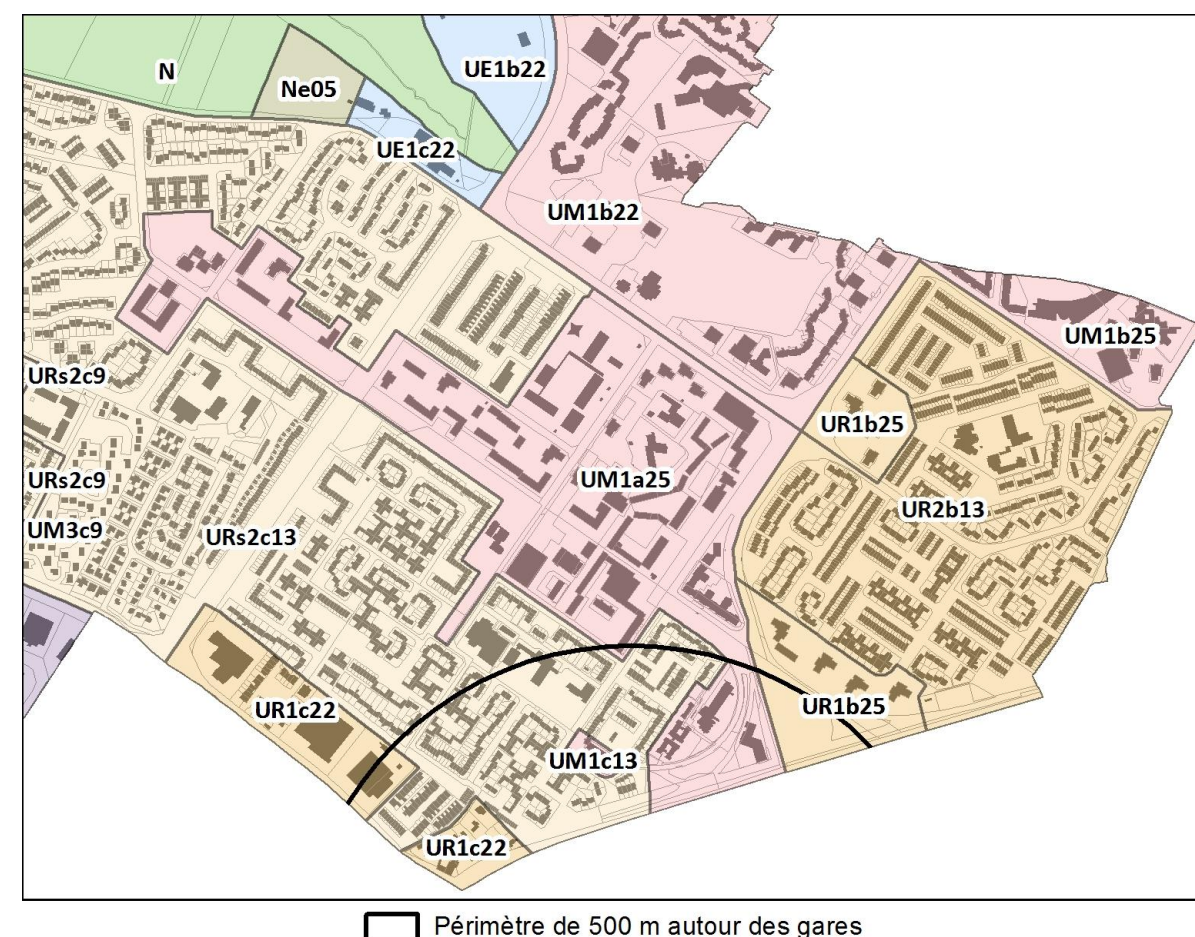 N
UE1b22
Ne05
UE1c22
UM1b22
UM1b25
URs2c9
UR1b25
URs2c9
UM1a25
UR2b13
UM3c9
URs2c13
UR1c22
UR1b25
UM1c13
UR1c22
Périmètre de 500 m autour des gares